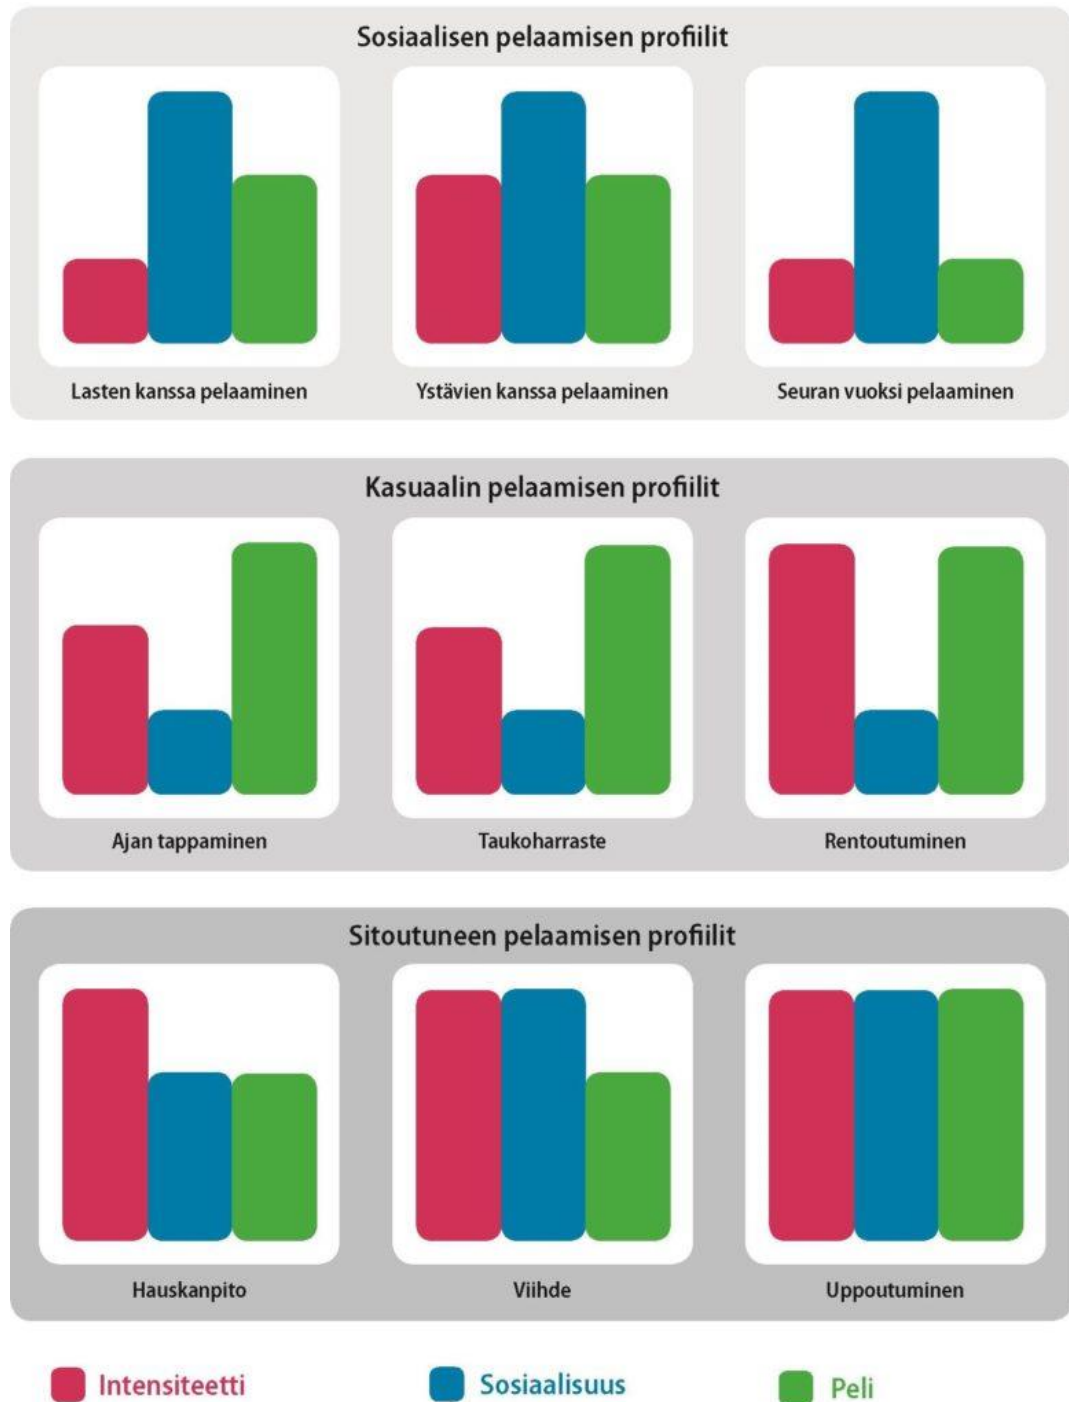 Sosiaalisen pelaamisen profiilit
Lasten kanssa pelaaminen
Ystävien kanssa pelaaminen
Seuran vuoksi pelaaminen
Kasuaalin pelaamisen profiilit
Ajan tappaminen
Taukoharraste
Rentoutuminen
Sitoutuneen pelaamisen profiilit
Hauskanpito
Viihde
Uppoutuminen
Intensiteetti
Sosiaalisuus
Peli